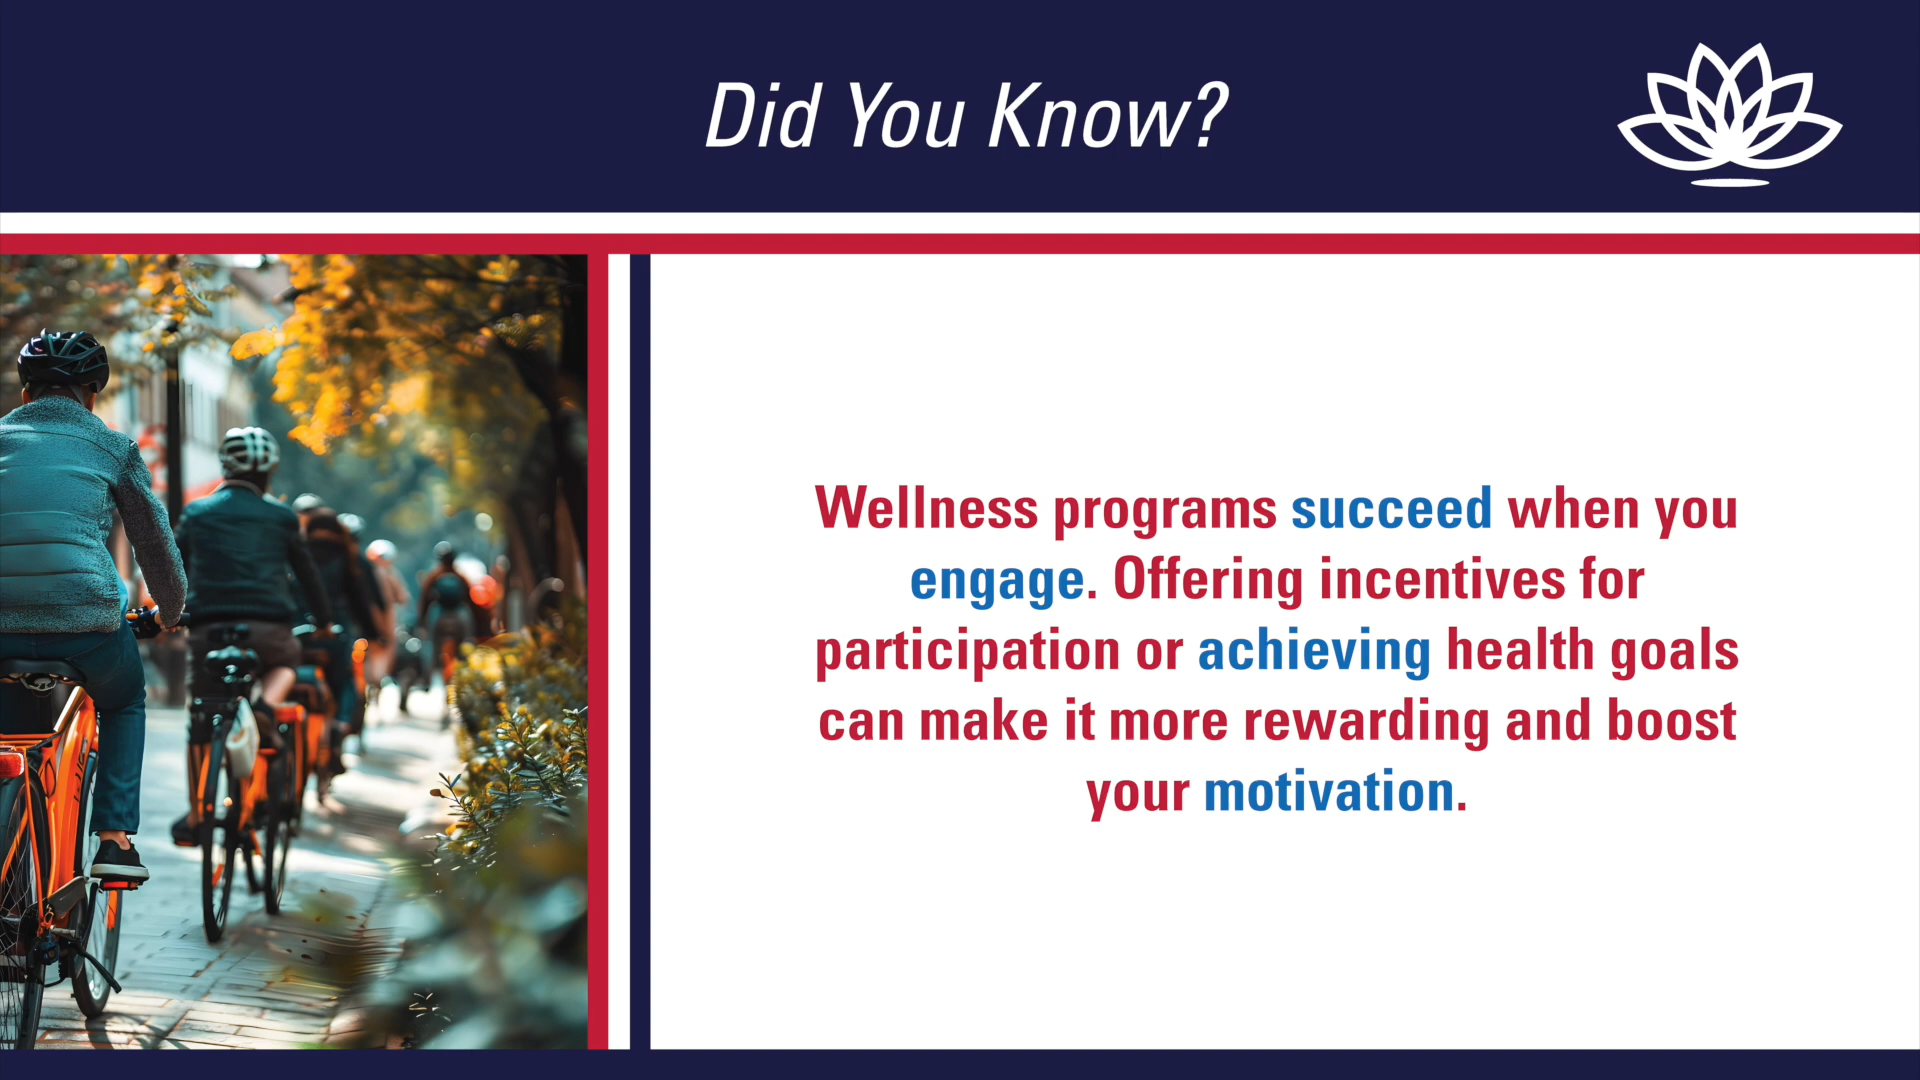 Did You Know?
Wellness programs succeed when you
engage. Offering incentives for
participation or achieving health goals
can make it more rewarding and boost
your motivation.